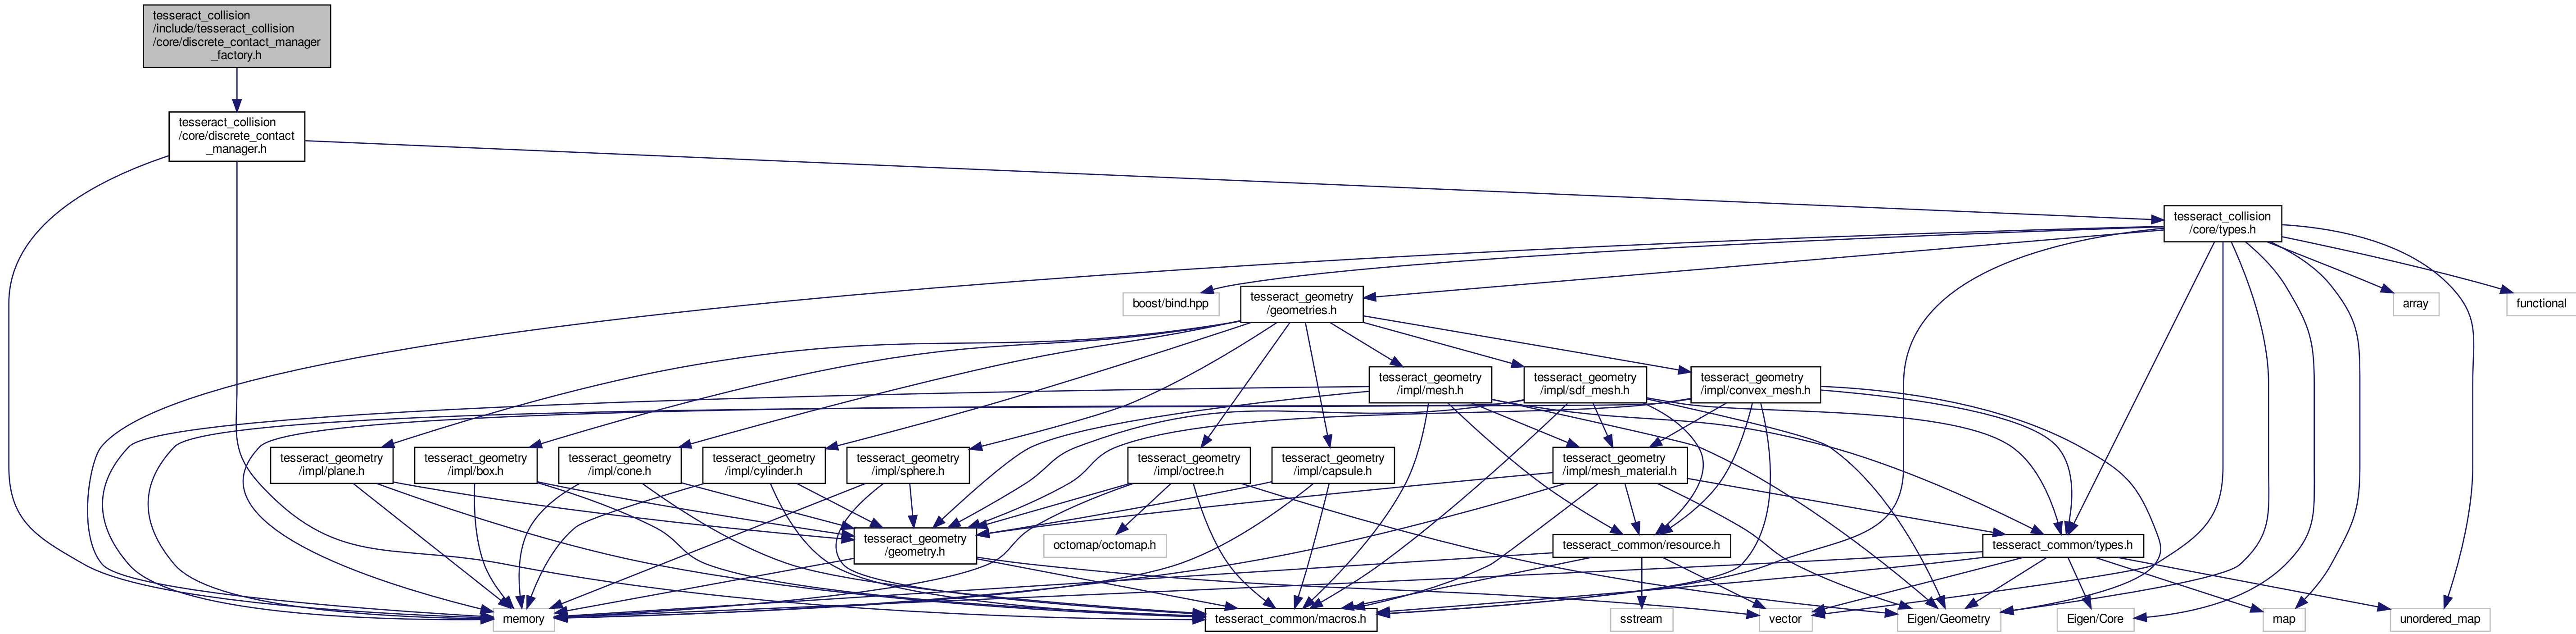 tesseract_collision
/include/tesseract_collision
/core/discrete_contact_manager
_factory.h
tesseract_collision
/core/discrete_contact
_manager.h
tesseract_collision
/core/types.h
boost/bind.hpp
tesseract_geometry
/geometries.h
array
functional
tesseract_geometry
/impl/mesh.h
tesseract_geometry
/impl/sdf_mesh.h
tesseract_geometry
/impl/convex_mesh.h
tesseract_geometry
/impl/plane.h
tesseract_geometry
/impl/box.h
tesseract_geometry
/impl/cone.h
tesseract_geometry
/impl/cylinder.h
tesseract_geometry
/impl/sphere.h
tesseract_geometry
/impl/octree.h
tesseract_geometry
/impl/capsule.h
tesseract_geometry
/impl/mesh_material.h
tesseract_geometry
/geometry.h
octomap/octomap.h
tesseract_common/resource.h
tesseract_common/types.h
memory
tesseract_common/macros.h
sstream
vector
Eigen/Geometry
Eigen/Core
map
unordered_map